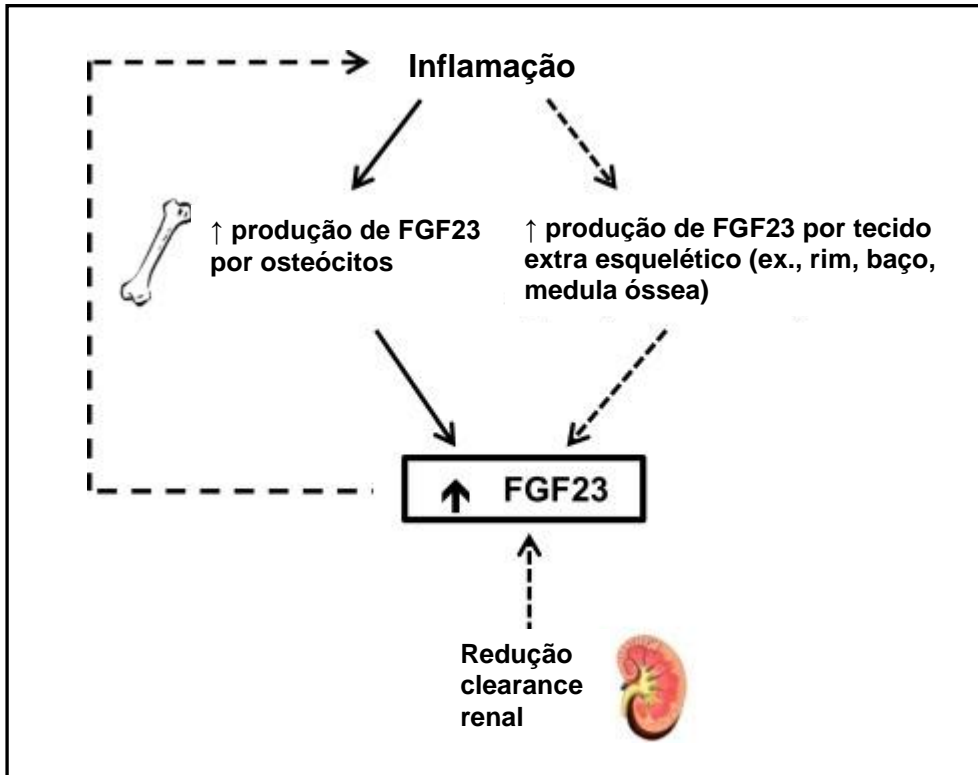 Inflamação
↑ produção de FGF23
por osteócitos
↑ produção de FGF23 por tecido
extra esquelético (ex., rim, baço,
medula óssea)
↑ FGF23
Redução
clearance
renal